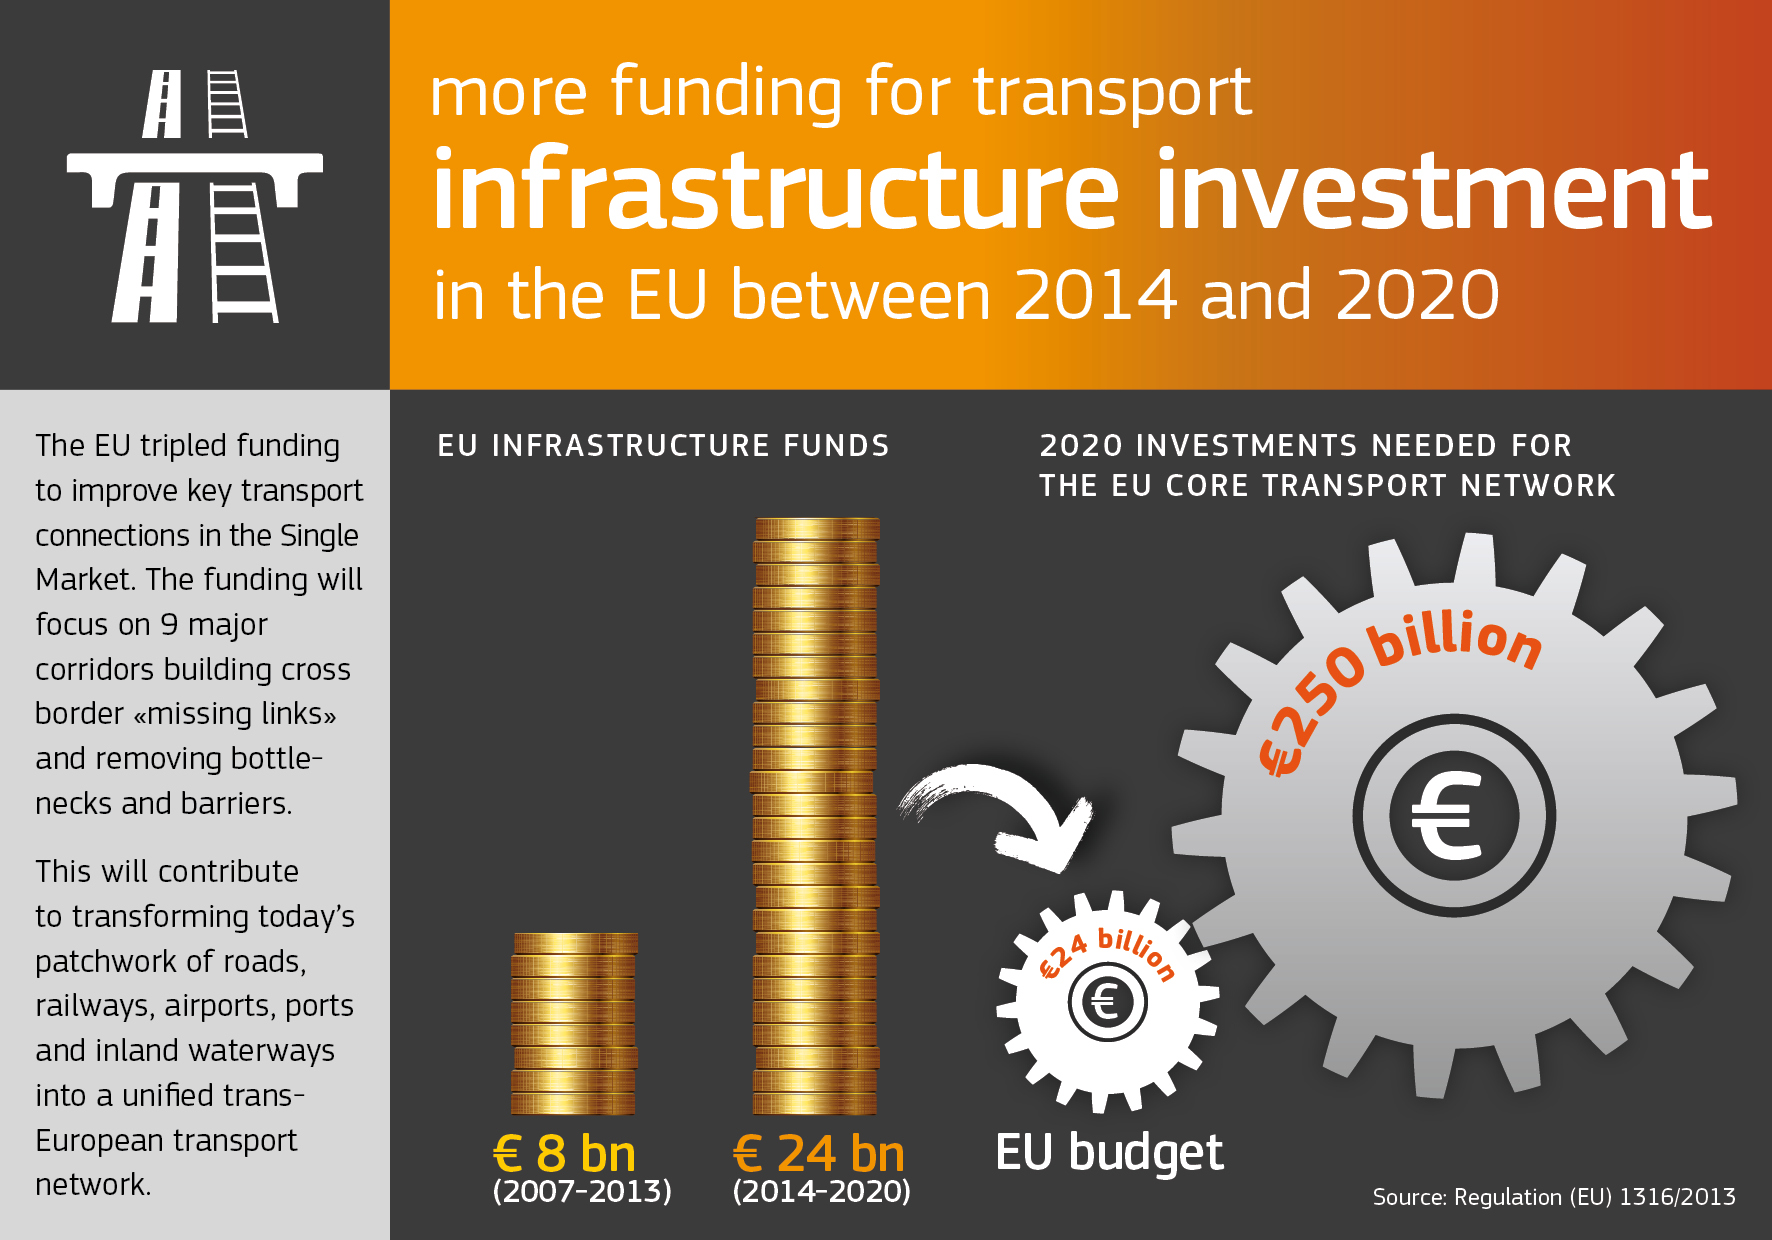 more funding for transport
infrastructure investment
in the EU between 2014 and 2020
The EU tripled funding
to improve key transport
connections in the Single
Market. The funding will
focus on 9 major
corridors building cross
border «missing links»
and removing bottle-
necks and barriers.
This will contribute
to transforming today’s
patchwork of roads,
railways, airports, ports
and inland waterways
into a unified trans-
European transport
network.
EU INFRASTRUCTURE FUNDS
€ 8 bn
(2007-2013)
€ 24 bn
(2014-2020)
2020 INVESTMENTS NEEDED FOR
THE EU CORE TRANSPORT NETWORK
€250 billion
€
€24 billion
€
EU budget
Source: Regulation (EU) 1316/2013